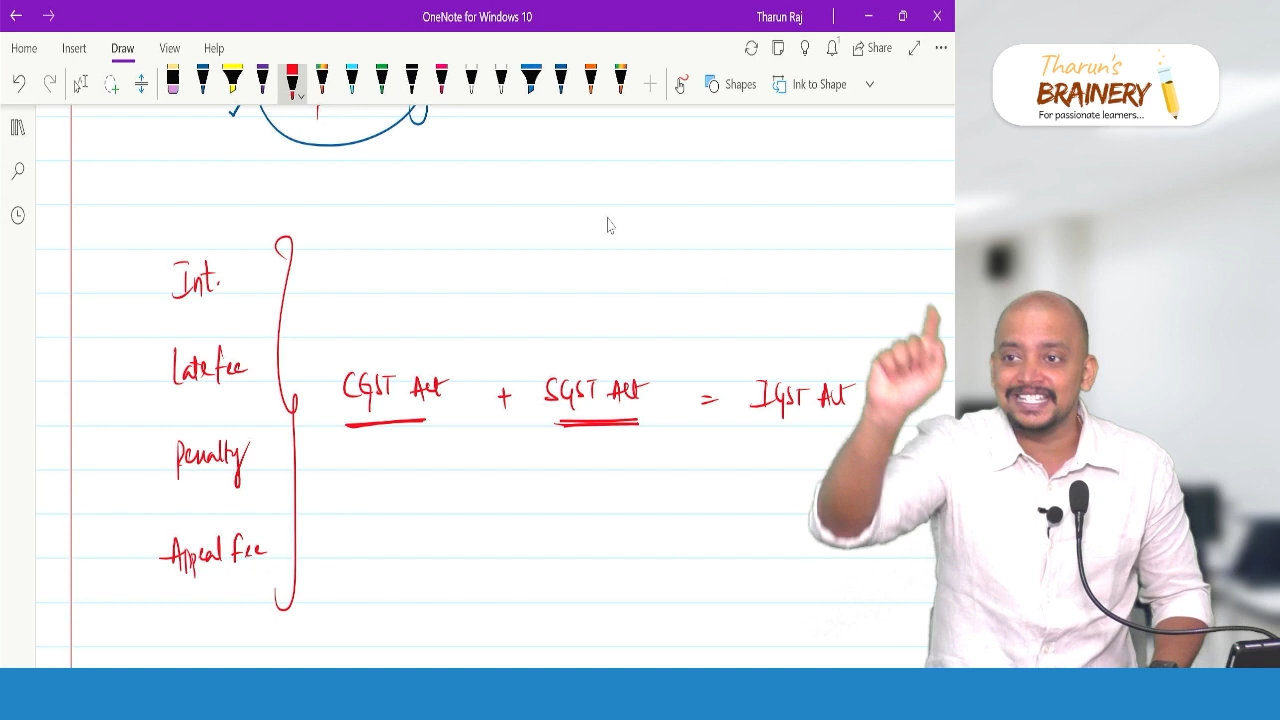 OneNote for Windows 10
Tharun Raj
Home Insert Draw View Help
Share
Shapes
Ink to Shape
Tharun's
BRAINERY
For passionate learners...
Int.
Late fee
CGST Act + SGST Act = IGST Act
Penalty
Appeal Fee